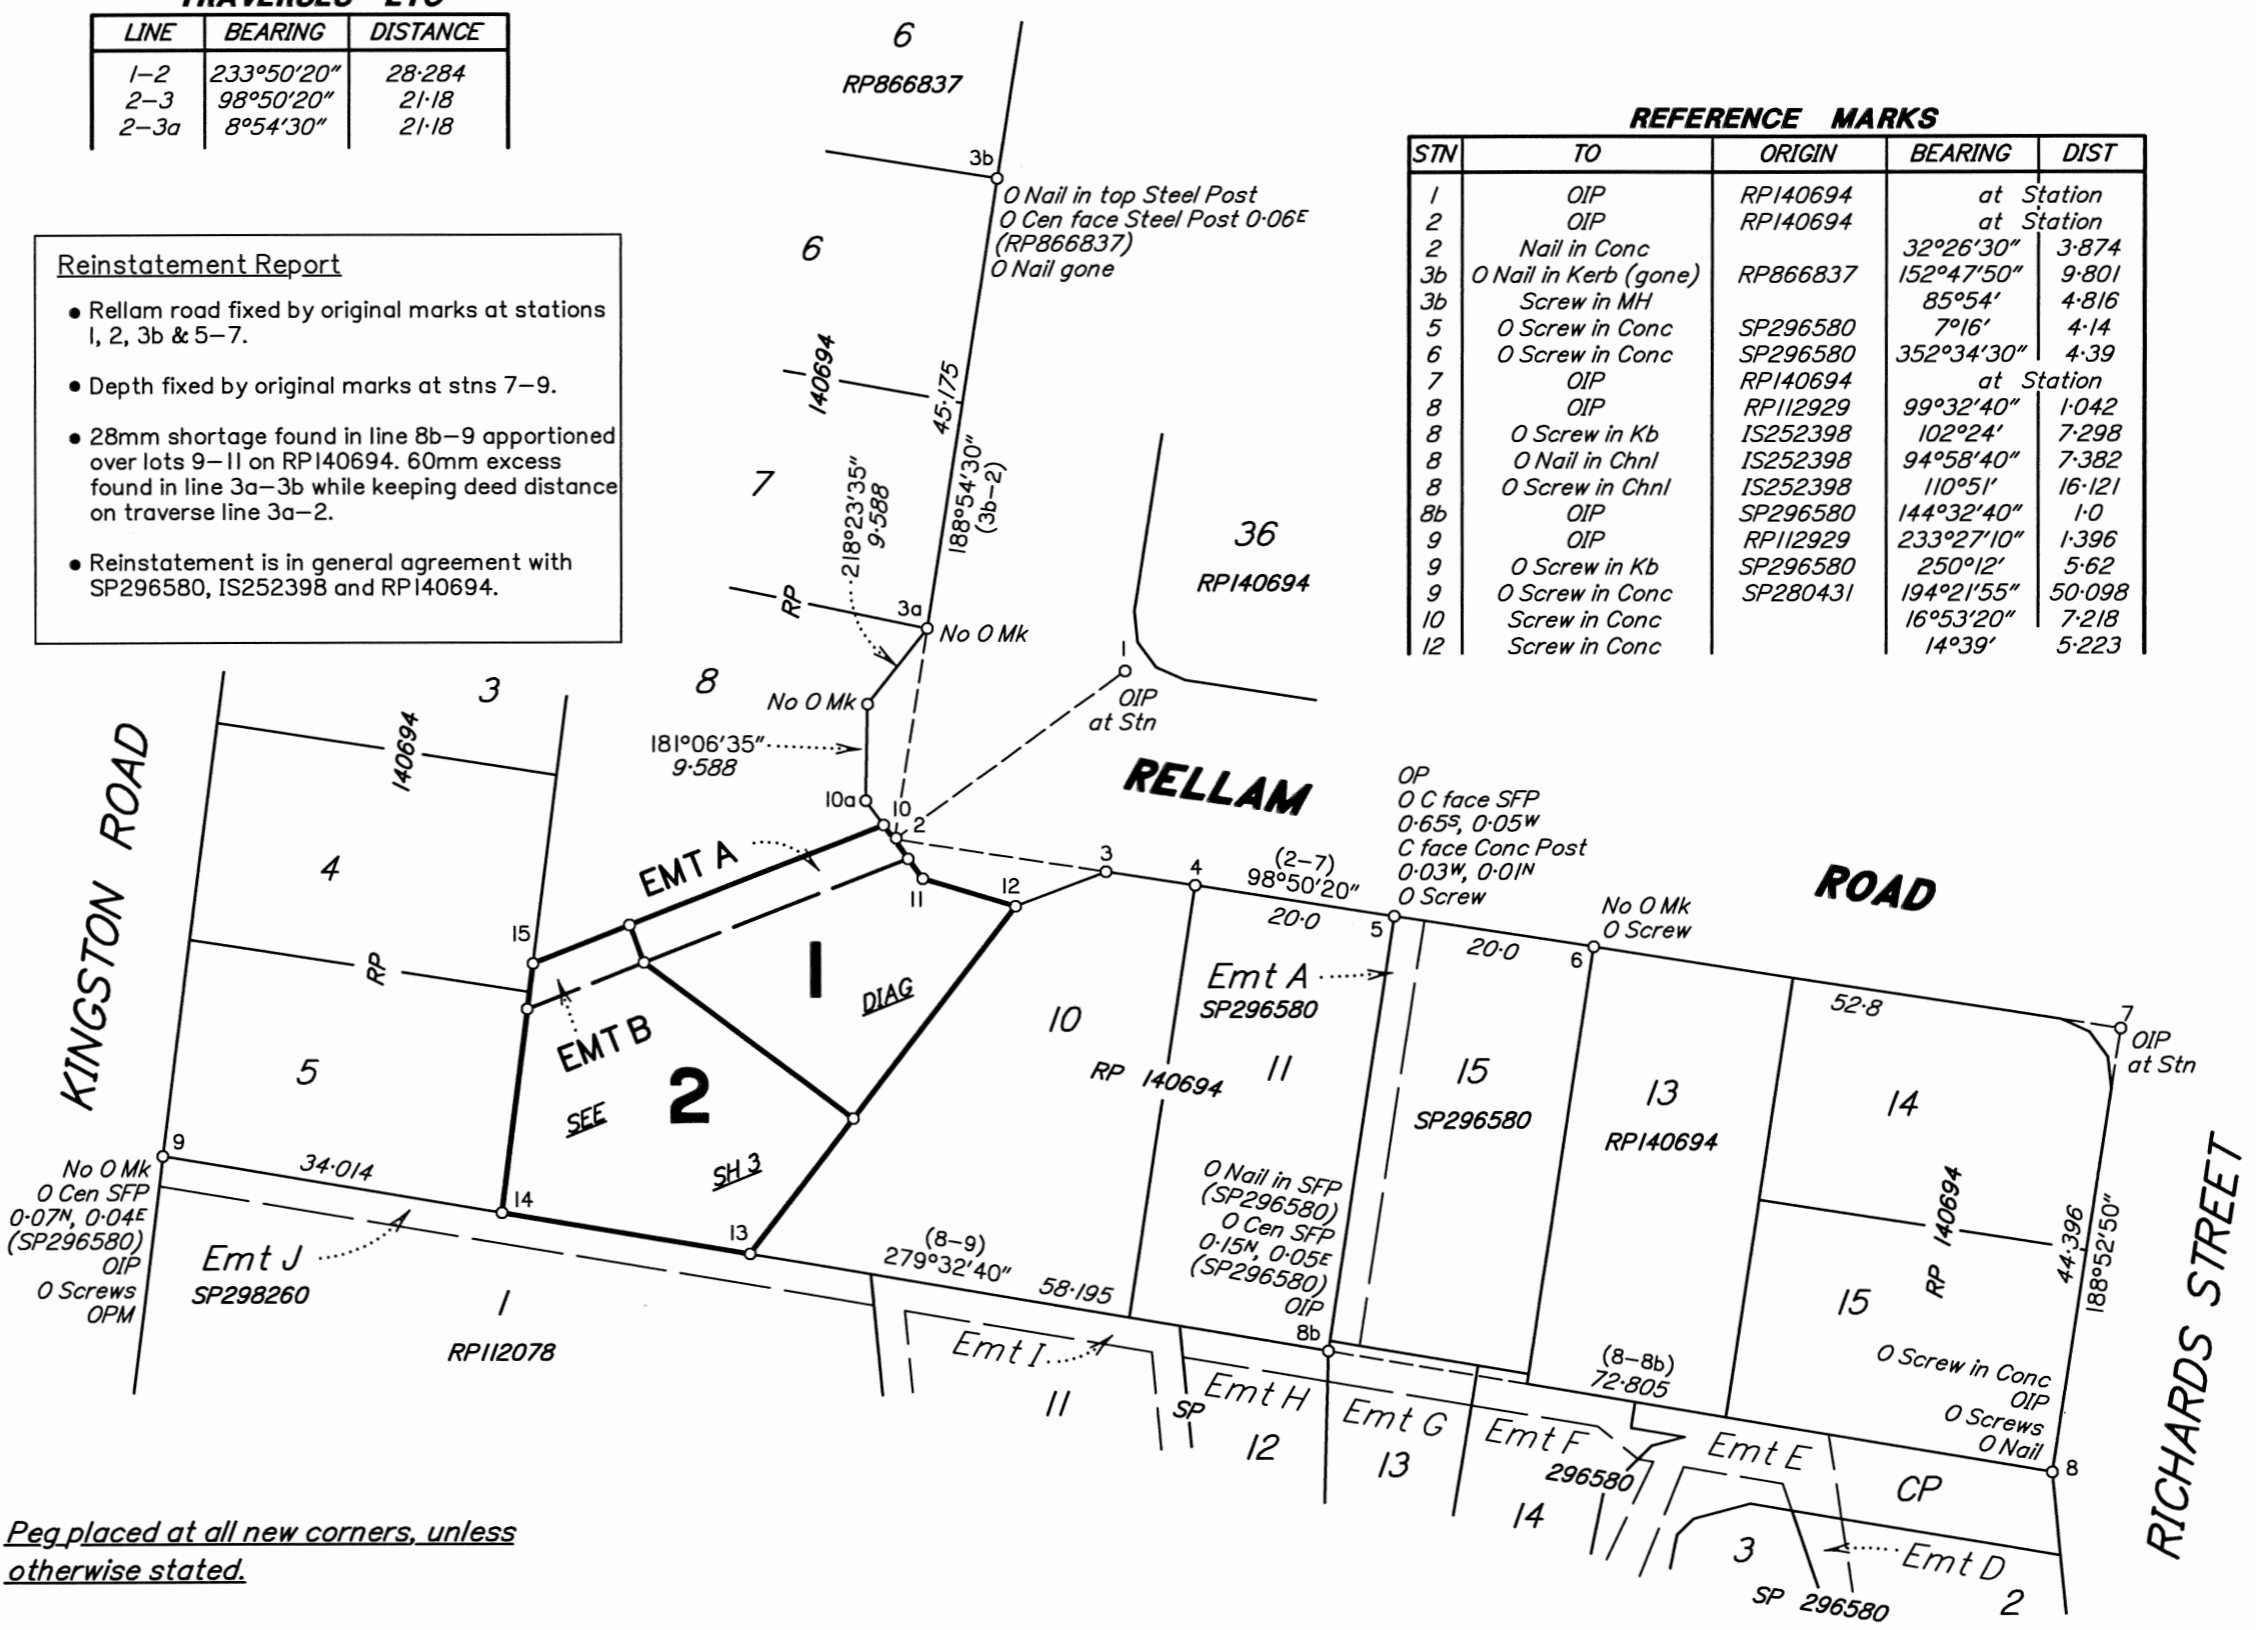 TRAVERSES ETC
LINE BEARING DISTANCE
1-2 233°50'20" 28·284
2-3 98°50'20" 21·18
2-3a 8°54'30" 21·18
Reinstatement Report
• Rellam road fixed by original marks at stations
1, 2, 3b & 5-7.
• Depth fixed by original marks at stns 7-9.
• 28mm shortage found in line 8b-9 apportioned
over lots 9-11 on RP140694. 60mm excess
found in line 3a-3b while keeping deed distance
on traverse line 3a-2.
• Reinstatement is in general agreement with
SP296580, IS252398 and RP140694.
REFERENCE MARKS
STN TO ORIGIN BEARING DIST
1 OIP RP140694 at Station
2 OIP RP140694 at Station
2 Nail in Conc 32°26'30" 3·874
3b O Nail in Kerb (gone) RP866837 152°47'50" 9·801
3b Screw in MH 85°54' 4·816
5 O Screw in Conc SP296580 7°16' 4·14
6 O Screw in Conc SP296580 352°34'30" 4·39
7 OIP RP140694 at Station
8 OIP RP112929 99°32'40" 1·042
8 O Screw in Kb IS252398 102°24' 7·298
8 O Nail in Chnl IS252398 94°58'40" 7·382
8 O Screw in Chnl IS252398 110°51' 16·121
8b OIP SP296580 144°32'40" 1·0
9 OIP RP112929 233°27'10" 1·396
9 O Screw in Kb SP296580 250°12' 5·62
9 O Screw in Conc SP280431 194°21'55" 50·098
10 Screw in Conc 16°53'20" 7·218
12 Screw in Conc 14°39' 5·223
6
RP866837
3b
O Nail in top Steel Post
O Cen face Steel Post 0·06E
(RP866837)
O Nail gone
6
140694
45·175
188°54'30"
(3b-2)
7
218°23'35"
9·588
36
RP140694
RP
3a
No O Mk
1
OIP
at Stn
8
No O Mk
181°06'35"
9·588
10a
10
2
RELLAM
ROAD
KINGSTON ROAD
3
140694
4
15
RP
5
EMT A
EMT B
11
12
3
4
(2-7)
98°50'20"
20·0
OP
O C face SFP
0·65S, 0·05W
C face Conc Post
0·03W, 0·01N
O Screw
5
20·0
No O Mk
O Screw
6
52·8
7
OIP
at Stn
1
DIAG
2
SEE
SH 3
10
RP 140694
Emt A
SP296580
11
15
SP296580
13
RP140694
14
RP 140694
15
44·396
188°52'50"
RICHARDS STREET
9
No O Mk
O Cen SFP
0·07N, 0·04E
(SP296580)
OIP
O Screws
OPM
34·014
14
13
Emt J
SP298260
1
RP112078
(8-9)
279°32'40"
58·195
O Nail in SFP
(SP296580)
O Cen SFP
0·15N, 0·05E
(SP296580)
OIP
8b
(8-8b)
72·805
O Screw in Conc
OIP
O Screws
O Nail
8
Emt I
11
SP
Emt H
12
Emt G
13
Emt F
296580
14
Emt E
CP
3
Emt D
SP 296580
2
Peg placed at all new corners, unless
otherwise stated.